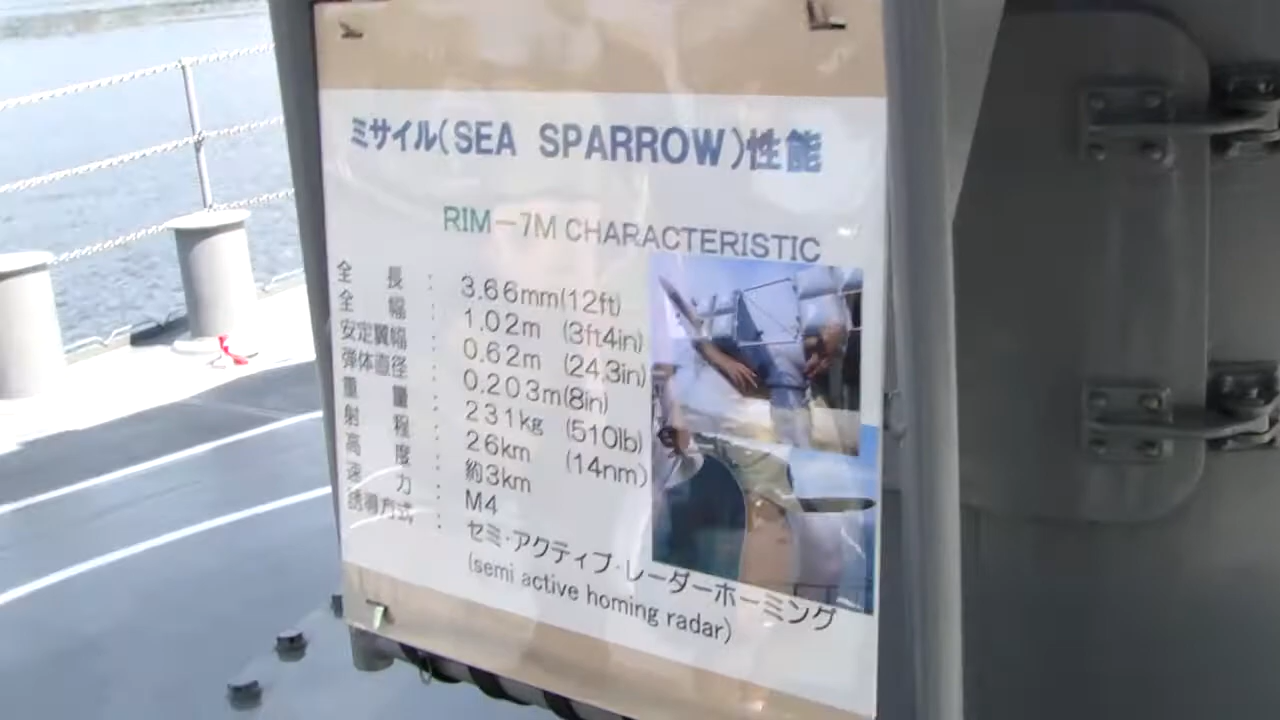 ミサイル(SEA SPARROW)性能
RIM－7M CHARACTERISTIC
全長 : 3.66mm(12ft)
全幅 : 1.02m (3ft4in)
安定翼幅 : 0.62m (24.3in)
弾体直径 : 0.203m(8in)
重量 : 231kg (510lb)
射程 : 26km (14nm)
高度 : 約3km
速力 : M4
誘導方式 : セミ・アクティブ・レーダーホーミング
(semi active homing radar)